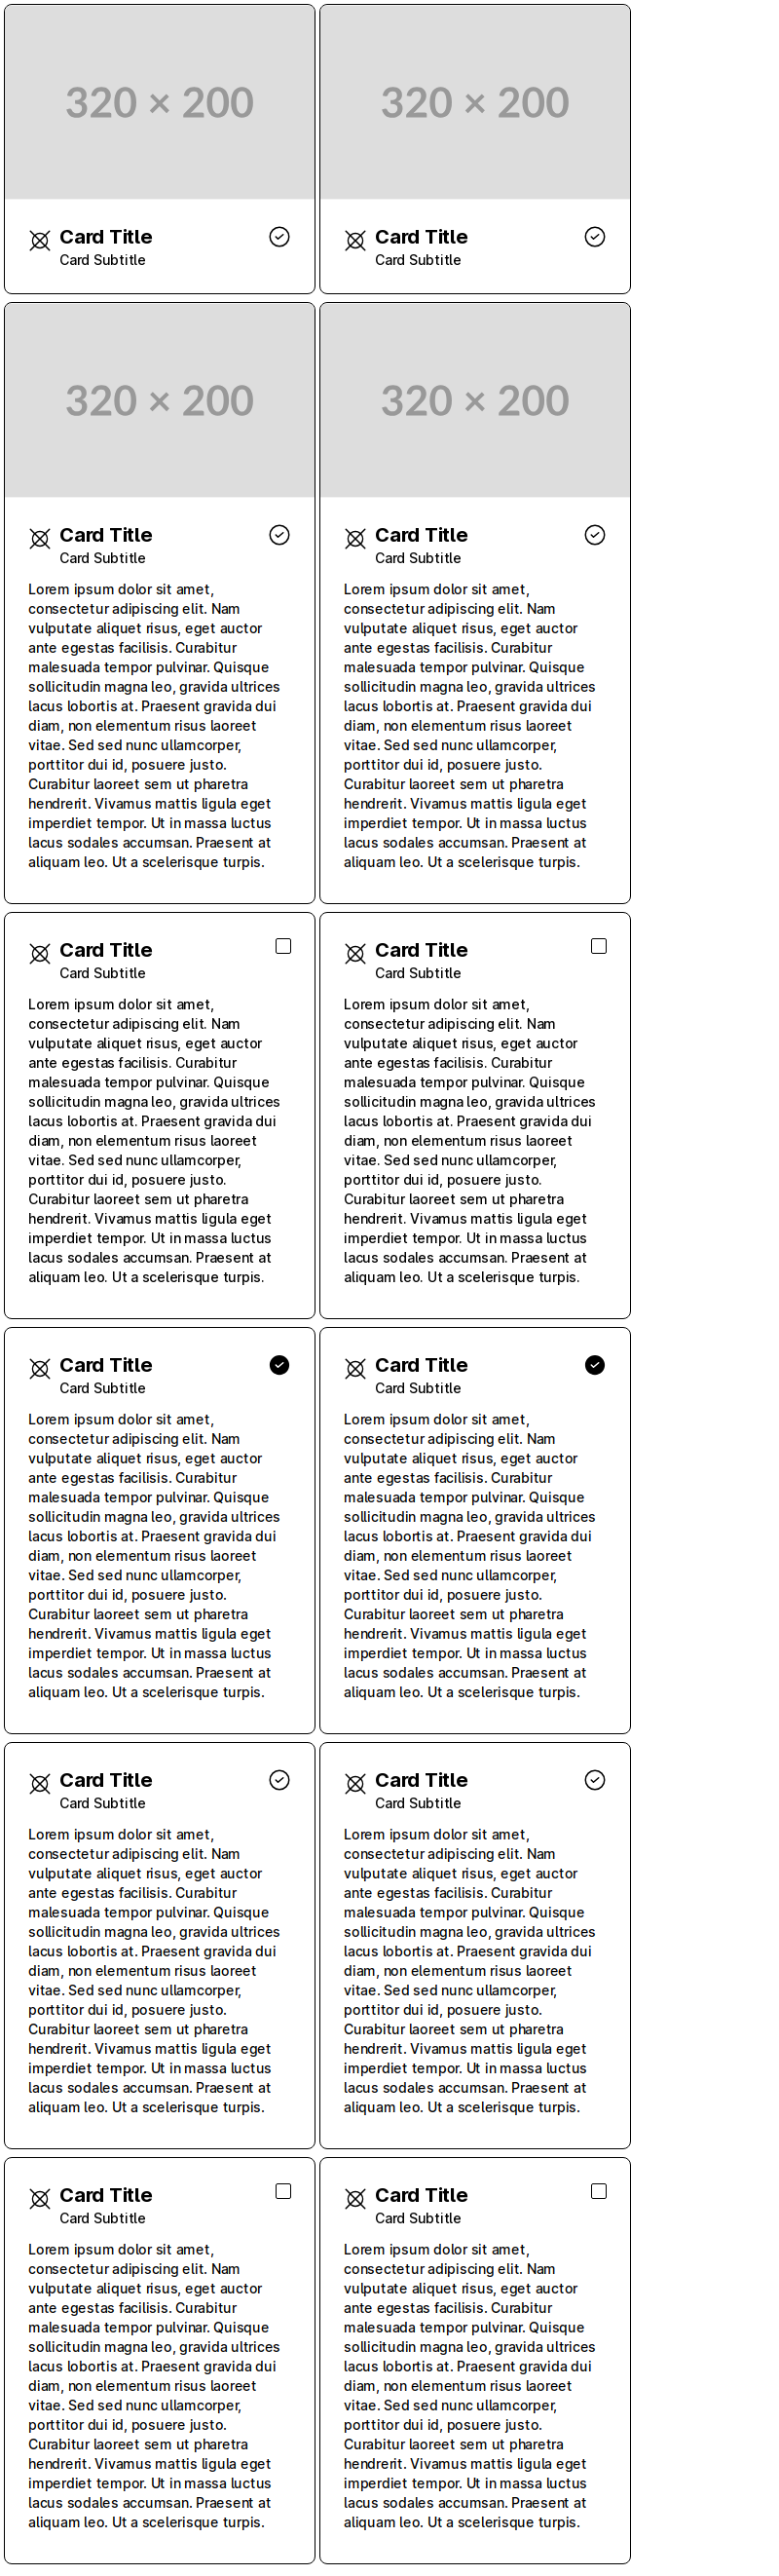 320 × 200
320 × 200
Card Title
Card Subtitle
Card Title
Card Subtitle
320 × 200
320 × 200
Card Title
Card Subtitle
Lorem ipsum dolor sit amet,
consectetur adipiscing elit. Nam
vulputate aliquet risus, eget auctor
ante egestas facilisis. Curabitur
malesuada tempor pulvinar. Quisque
sollicitudin magna leo, gravida ultrices
lacus lobortis at. Praesent gravida dui
diam, non elementum risus laoreet
vitae. Sed sed nunc ullamcorper,
porttitor dui id, posuere justo.
Curabitur laoreet sem ut pharetra
hendrerit. Vivamus mattis ligula eget
imperdiet tempor. Ut in massa luctus
lacus sodales accumsan. Praesent at
aliquam leo. Ut a scelerisque turpis.
Card Title
Card Subtitle
Lorem ipsum dolor sit amet,
consectetur adipiscing elit. Nam
vulputate aliquet risus, eget auctor
ante egestas facilisis. Curabitur
malesuada tempor pulvinar. Quisque
sollicitudin magna leo, gravida ultrices
lacus lobortis at. Praesent gravida dui
diam, non elementum risus laoreet
vitae. Sed sed nunc ullamcorper,
porttitor dui id, posuere justo.
Curabitur laoreet sem ut pharetra
hendrerit. Vivamus mattis ligula eget
imperdiet tempor. Ut in massa luctus
lacus sodales accumsan. Praesent at
aliquam leo. Ut a scelerisque turpis.
Card Title
Card Subtitle
Lorem ipsum dolor sit amet,
consectetur adipiscing elit. Nam
vulputate aliquet risus, eget auctor
ante egestas facilisis. Curabitur
malesuada tempor pulvinar. Quisque
sollicitudin magna leo, gravida ultrices
lacus lobortis at. Praesent gravida dui
diam, non elementum risus laoreet
vitae. Sed sed nunc ullamcorper,
porttitor dui id, posuere justo.
Curabitur laoreet sem ut pharetra
hendrerit. Vivamus mattis ligula eget
imperdiet tempor. Ut in massa luctus
lacus sodales accumsan. Praesent at
aliquam leo. Ut a scelerisque turpis.
Card Title
Card Subtitle
Lorem ipsum dolor sit amet,
consectetur adipiscing elit. Nam
vulputate aliquet risus, eget auctor
ante egestas facilisis. Curabitur
malesuada tempor pulvinar. Quisque
sollicitudin magna leo, gravida ultrices
lacus lobortis at. Praesent gravida dui
diam, non elementum risus laoreet
vitae. Sed sed nunc ullamcorper,
porttitor dui id, posuere justo.
Curabitur laoreet sem ut pharetra
hendrerit. Vivamus mattis ligula eget
imperdiet tempor. Ut in massa luctus
lacus sodales accumsan. Praesent at
aliquam leo. Ut a scelerisque turpis.
Card Title
Card Subtitle
Lorem ipsum dolor sit amet,
consectetur adipiscing elit. Nam
vulputate aliquet risus, eget auctor
ante egestas facilisis. Curabitur
malesuada tempor pulvinar. Quisque
sollicitudin magna leo, gravida ultrices
lacus lobortis at. Praesent gravida dui
diam, non elementum risus laoreet
vitae. Sed sed nunc ullamcorper,
porttitor dui id, posuere justo.
Curabitur laoreet sem ut pharetra
hendrerit. Vivamus mattis ligula eget
imperdiet tempor. Ut in massa luctus
lacus sodales accumsan. Praesent at
aliquam leo. Ut a scelerisque turpis.
Card Title
Card Subtitle
Lorem ipsum dolor sit amet,
consectetur adipiscing elit. Nam
vulputate aliquet risus, eget auctor
ante egestas facilisis. Curabitur
malesuada tempor pulvinar. Quisque
sollicitudin magna leo, gravida ultrices
lacus lobortis at. Praesent gravida dui
diam, non elementum risus laoreet
vitae. Sed sed nunc ullamcorper,
porttitor dui id, posuere justo.
Curabitur laoreet sem ut pharetra
hendrerit. Vivamus mattis ligula eget
imperdiet tempor. Ut in massa luctus
lacus sodales accumsan. Praesent at
aliquam leo. Ut a scelerisque turpis.
Card Title
Card Subtitle
Lorem ipsum dolor sit amet,
consectetur adipiscing elit. Nam
vulputate aliquet risus, eget auctor
ante egestas facilisis. Curabitur
malesuada tempor pulvinar. Quisque
sollicitudin magna leo, gravida ultrices
lacus lobortis at. Praesent gravida dui
diam, non elementum risus laoreet
vitae. Sed sed nunc ullamcorper,
porttitor dui id, posuere justo.
Curabitur laoreet sem ut pharetra
hendrerit. Vivamus mattis ligula eget
imperdiet tempor. Ut in massa luctus
lacus sodales accumsan. Praesent at
aliquam leo. Ut a scelerisque turpis.
Card Title
Card Subtitle
Lorem ipsum dolor sit amet,
consectetur adipiscing elit. Nam
vulputate aliquet risus, eget auctor
ante egestas facilisis. Curabitur
malesuada tempor pulvinar. Quisque
sollicitudin magna leo, gravida ultrices
lacus lobortis at. Praesent gravida dui
diam, non elementum risus laoreet
vitae. Sed sed nunc ullamcorper,
porttitor dui id, posuere justo.
Curabitur laoreet sem ut pharetra
hendrerit. Vivamus mattis ligula eget
imperdiet tempor. Ut in massa luctus
lacus sodales accumsan. Praesent at
aliquam leo. Ut a scelerisque turpis.
Card Title
Card Subtitle
Lorem ipsum dolor sit amet,
consectetur adipiscing elit. Nam
vulputate aliquet risus, eget auctor
ante egestas facilisis. Curabitur
malesuada tempor pulvinar. Quisque
sollicitudin magna leo, gravida ultrices
lacus lobortis at. Praesent gravida dui
diam, non elementum risus laoreet
vitae. Sed sed nunc ullamcorper,
porttitor dui id, posuere justo.
Curabitur laoreet sem ut pharetra
hendrerit. Vivamus mattis ligula eget
imperdiet tempor. Ut in massa luctus
lacus sodales accumsan. Praesent at
aliquam leo. Ut a scelerisque turpis.
Card Title
Card Subtitle
Lorem ipsum dolor sit amet,
consectetur adipiscing elit. Nam
vulputate aliquet risus, eget auctor
ante egestas facilisis. Curabitur
malesuada tempor pulvinar. Quisque
sollicitudin magna leo, gravida ultrices
lacus lobortis at. Praesent gravida dui
diam, non elementum risus laoreet
vitae. Sed sed nunc ullamcorper,
porttitor dui id, posuere justo.
Curabitur laoreet sem ut pharetra
hendrerit. Vivamus mattis ligula eget
imperdiet tempor. Ut in massa luctus
lacus sodales accumsan. Praesent at
aliquam leo. Ut a scelerisque turpis.